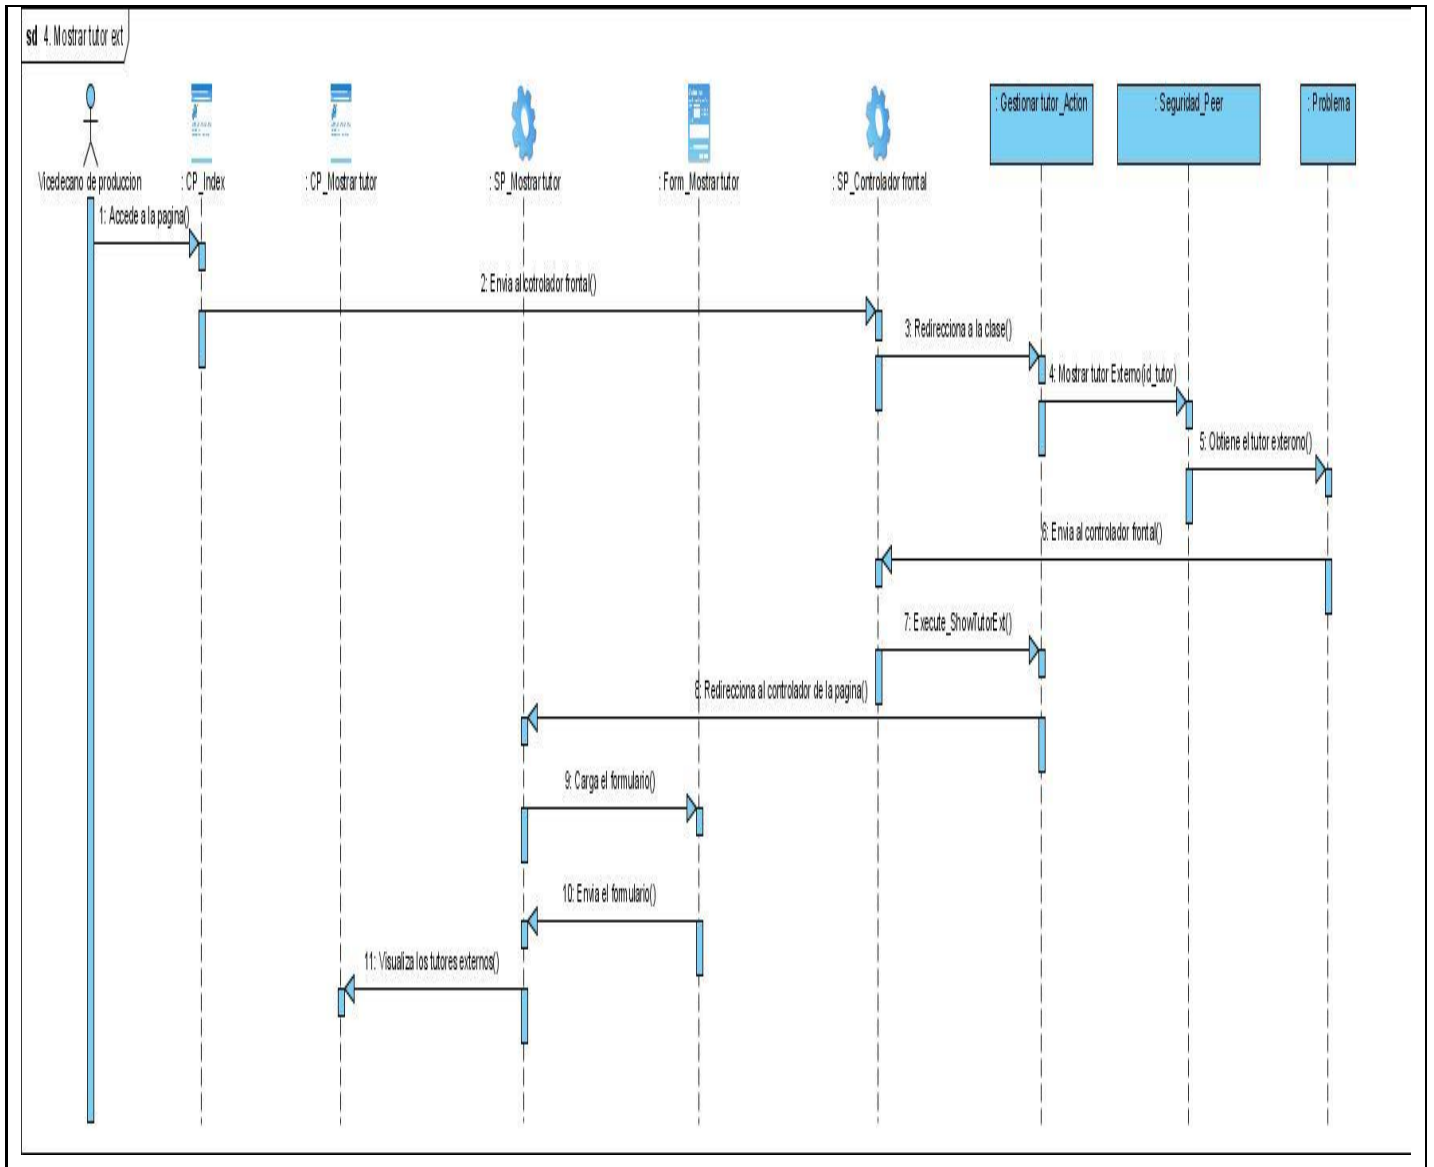 sd 4. Mostrar tutor ext
Vicedecano de produccion
: CP_Index
: CP_Mostrar tutor
: SP_Mostrar tutor
: Form_Mostrar tutor
: SP_Controlador frontal
: Gestionar tutor_Action
: Seguridad_Peer
: Problema
1: Accede a la pagina()
2: Envia al cotrolador frontal()
3: Redirecciona a la clase()
4: Mostrar tutor Externo(id_tutor)
5: Obtiene el tutor exterono()
6: Envia al controlador frontal()
7: Execute_ShowTutorExt()
8: Redirecciona al controlador de la pagina()
9: Carga el formulario()
10: Envia el formulario()
11: Visualiza los tutores externos()